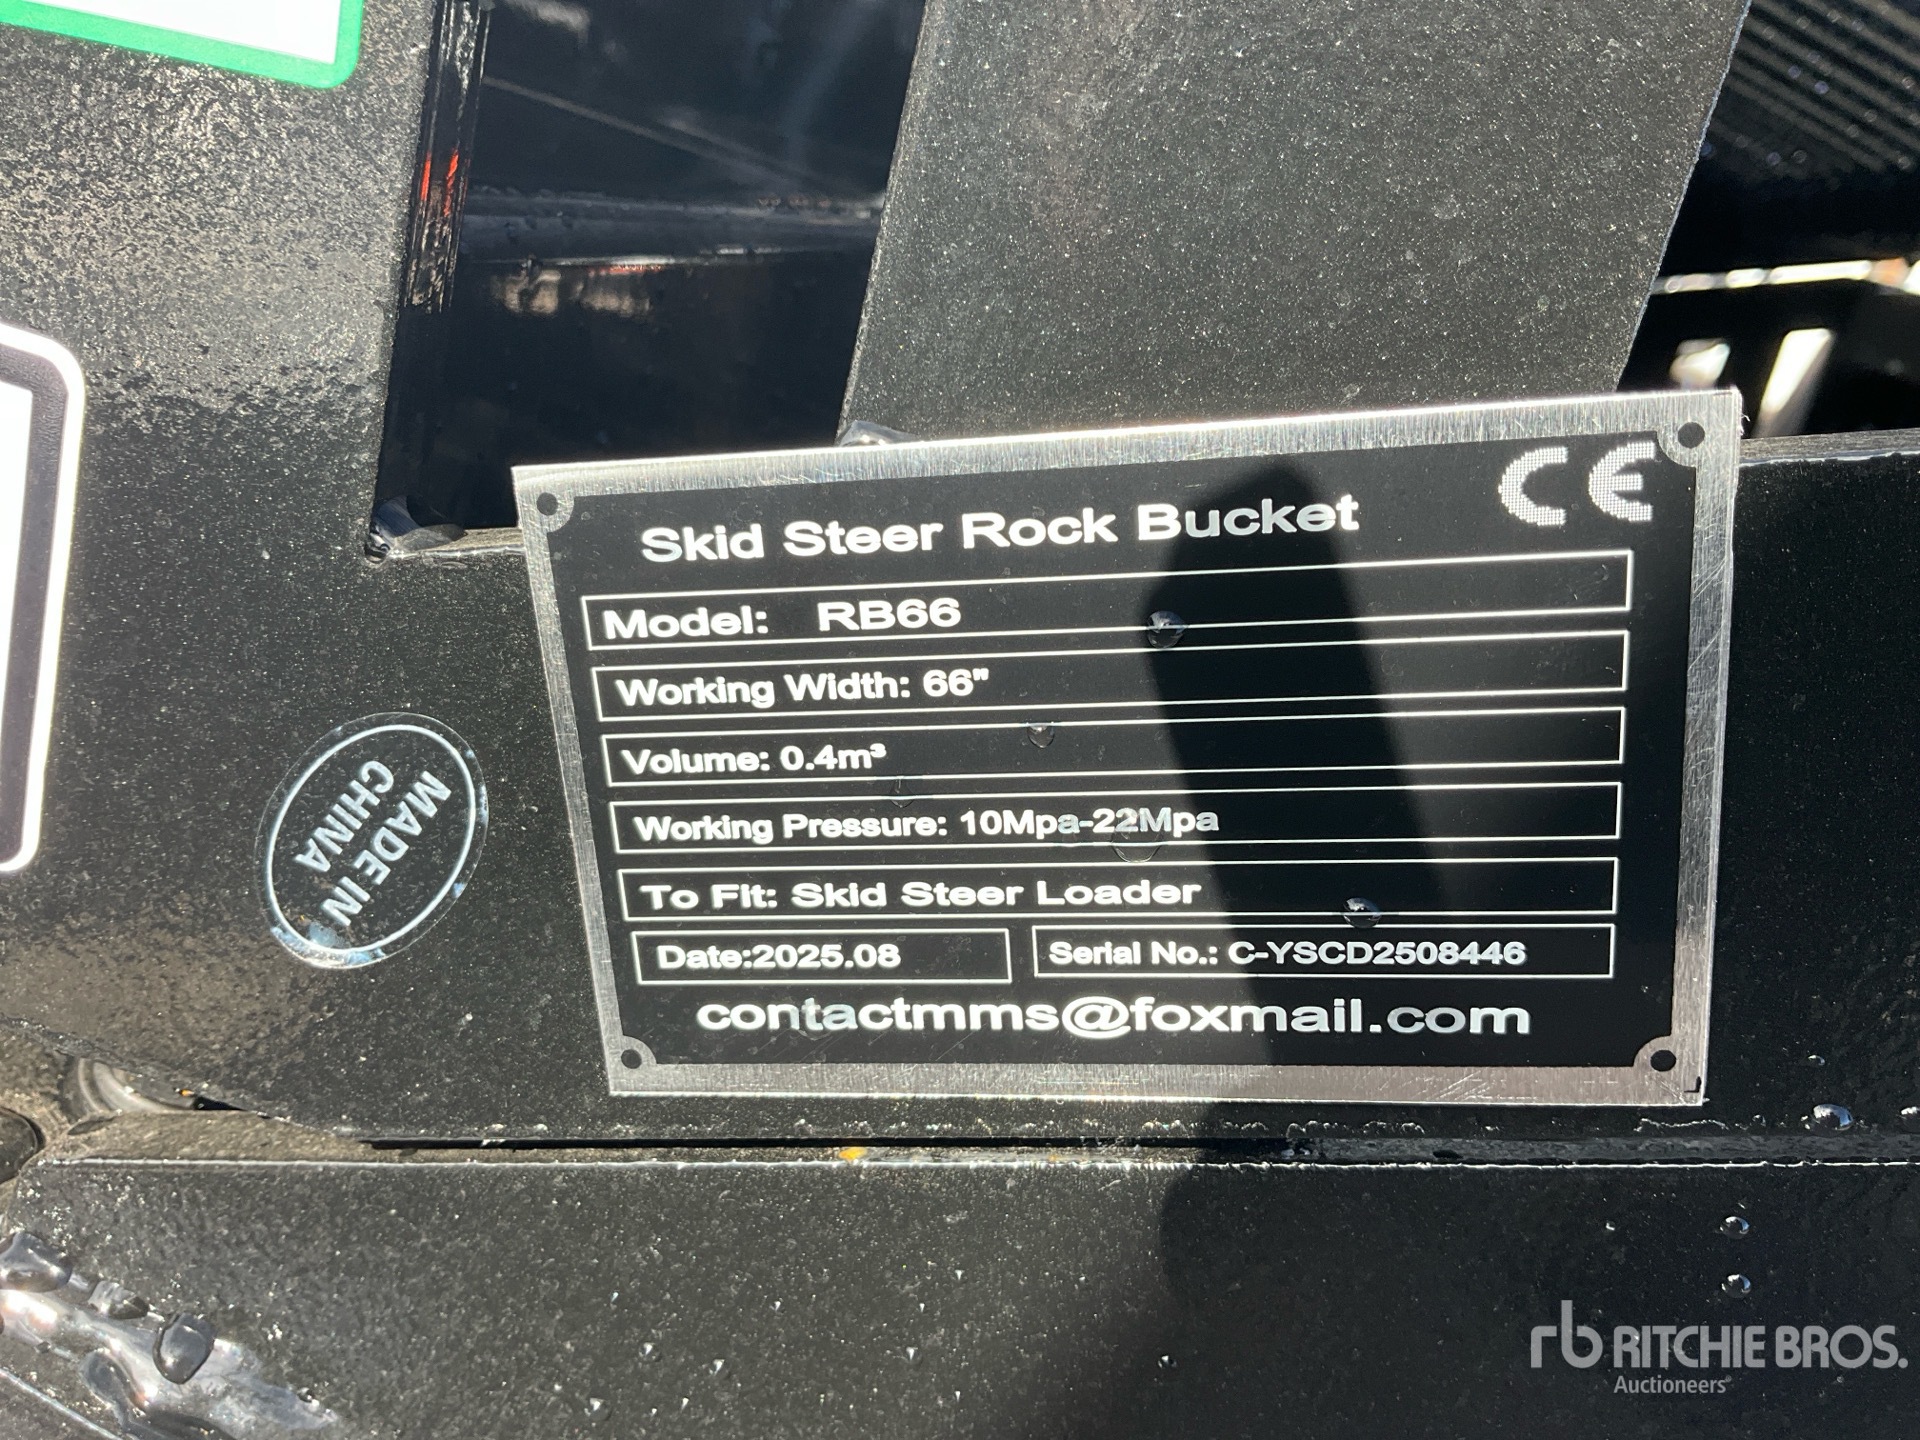 Skid Steer Rock Bucket
CE
Model: RB66
Working Width: 66"
Volume: 0.4m³
Working Pressure: 10Mpa-22Mpa
To Fit: Skid Steer Loader
Date:2025.08
Serial No.: C-YSCD2508446
contactmms@foxmail.com
MADE IN
CHINA
rb RITCHIE BROS.
Auctioneers